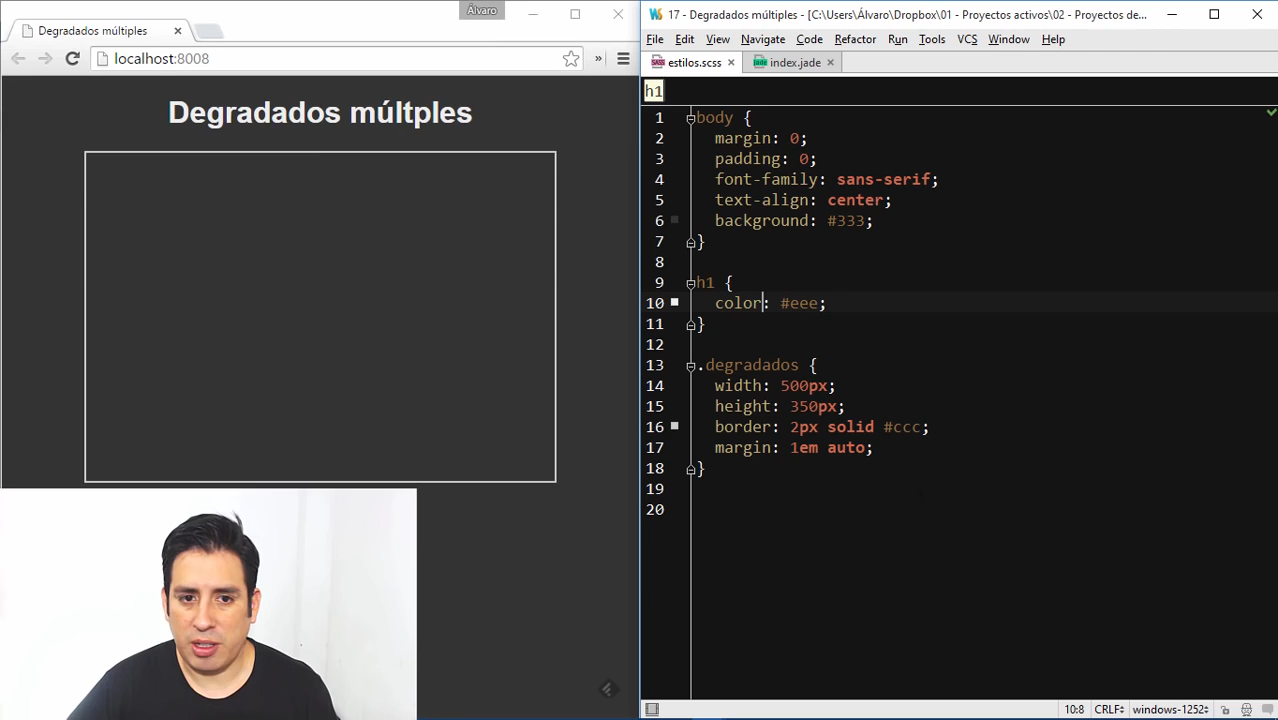 Álvaro
Degradados múltiples
localhost:8008
»
Degradados múltples
17 - Degradados múltiples - [C:\Users\Álvaro\Dropbox\01 - Proyectos activos\02 - Proyectos de...
File Edit View Navigate Code Refactor Run Tools VCS Window Help
estilos.scss index.jade
h1
1 body {
2 margin: 0;
3 padding: 0;
4 font-family: sans-serif;
5 text-align: center;
6 background: #333;
7 }
8
9 h1 {
10 color: #eee;
11 }
12
13 .degradados {
14 width: 500px;
15 height: 350px;
16 border: 2px solid #ccc;
17 margin: 1em auto;
18 }
19
20
10:8 CRLF windows-1252